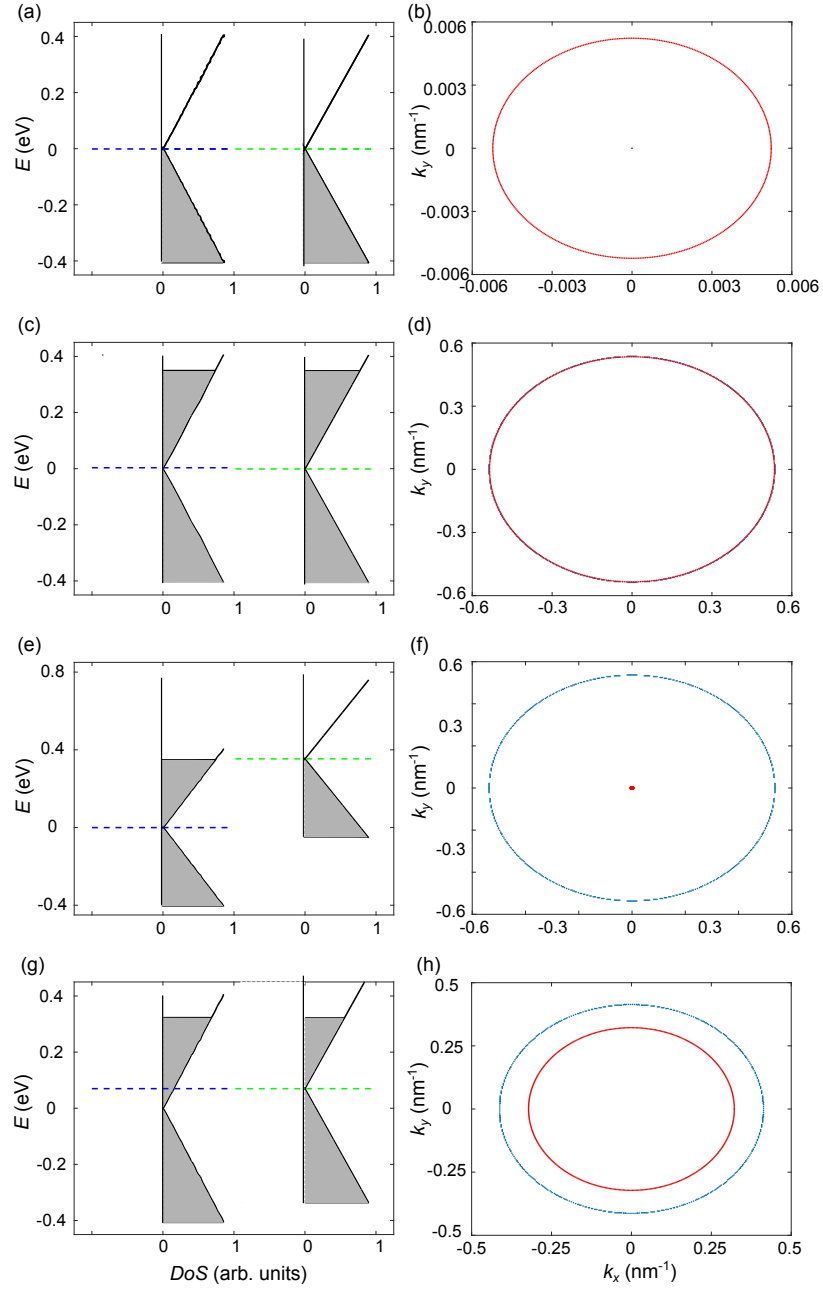 (a)
E (eV)
0.4
0.2
0
-0.2
-0.4
0 1 0 1
(b)
k_y (nm⁻¹)
0.006
0.003
0
-0.003
-0.006
-0.006 -0.003 0 0.003 0.006
(c)
E (eV)
0.4
0.2
0
-0.2
-0.4
0 1 0 1
(d)
k_y (nm⁻¹)
0.6
0.3
0
-0.3
-0.6
-0.6 -0.3 0 0.3 0.6
(e)
E (eV)
0.8
0.4
0
-0.4
0 1 0 1
(f)
k_y (nm⁻¹)
0.6
0.3
0
-0.3
-0.6
-0.6 -0.3 0 0.3 0.6
(g)
E (eV)
0.4
0.2
0
-0.2
-0.4
0 1 0 1
DoS (arb. units)
(h)
k_y (nm⁻¹)
0.5
0.25
0
-0.25
-0.5
-0.5 -0.25 0 0.25 0.5
k_x (nm⁻¹)